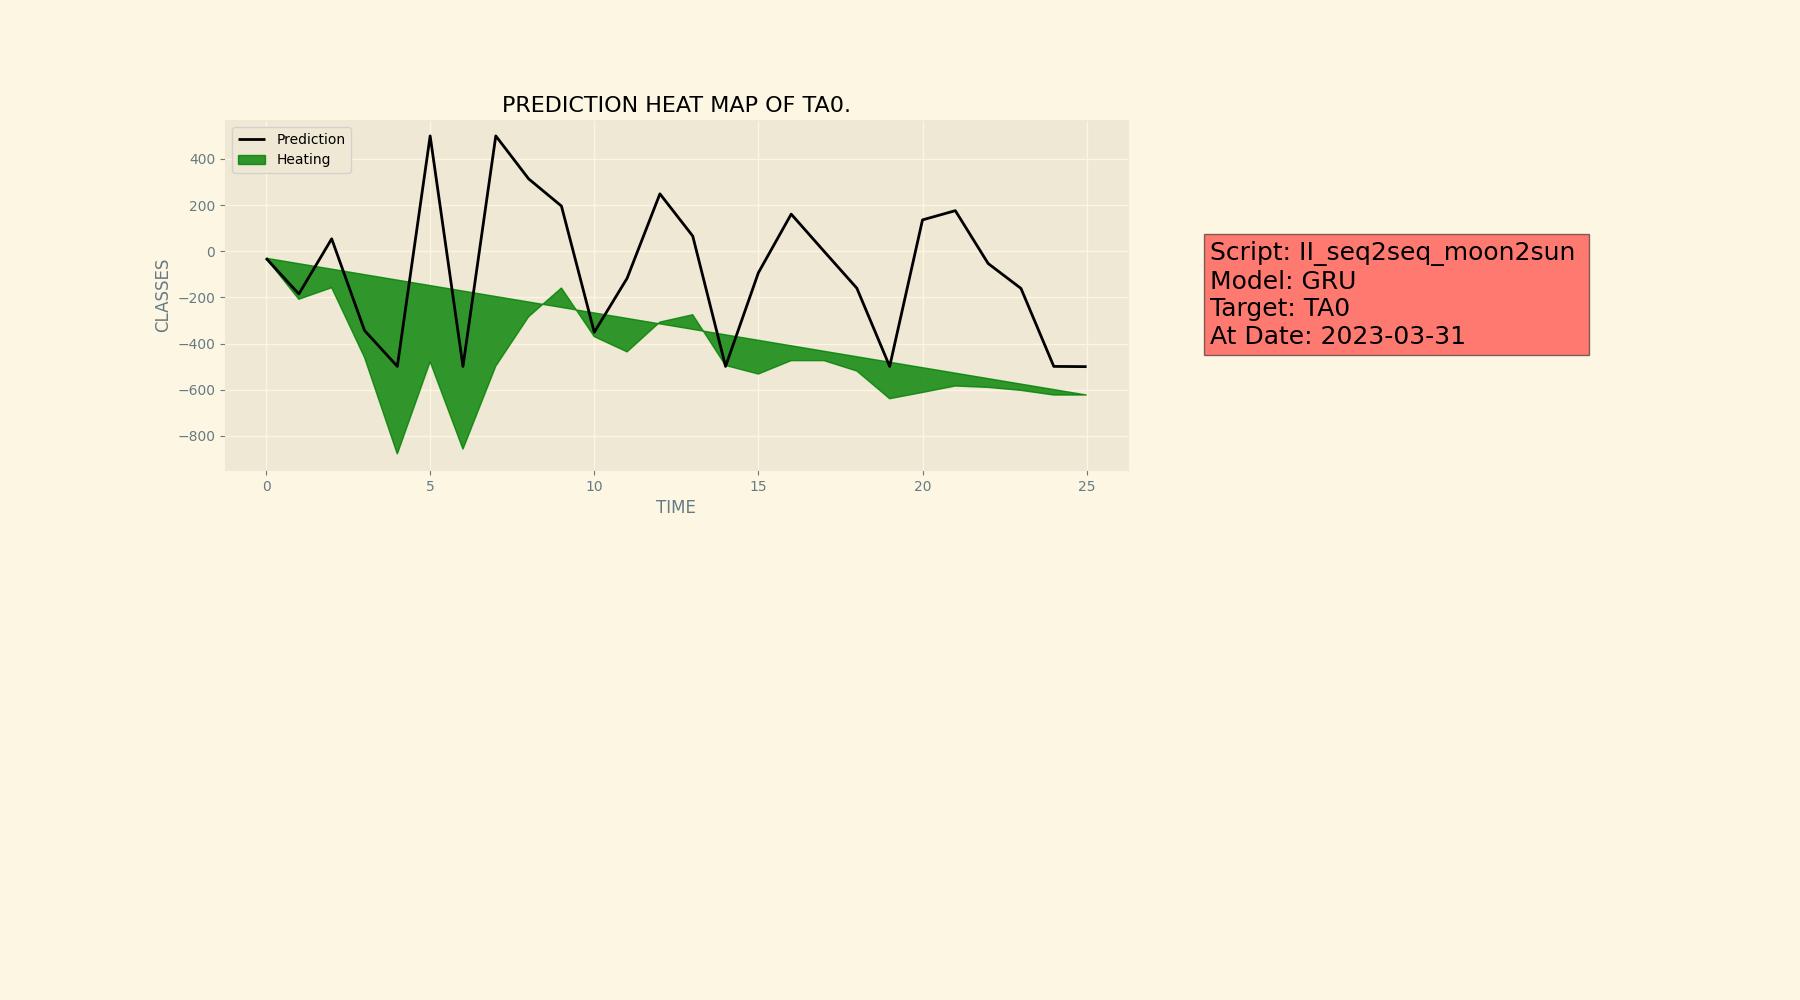 PREDICTION HEAT MAP OF TA0.
Prediction
Heating
400
200
0
−200
−400
−600
−800
CLASSES
0 5 10 15 20 25
TIME
Script: II_seq2seq_moon2sun
Model: GRU
Target: TA0
At Date: 2023-03-31